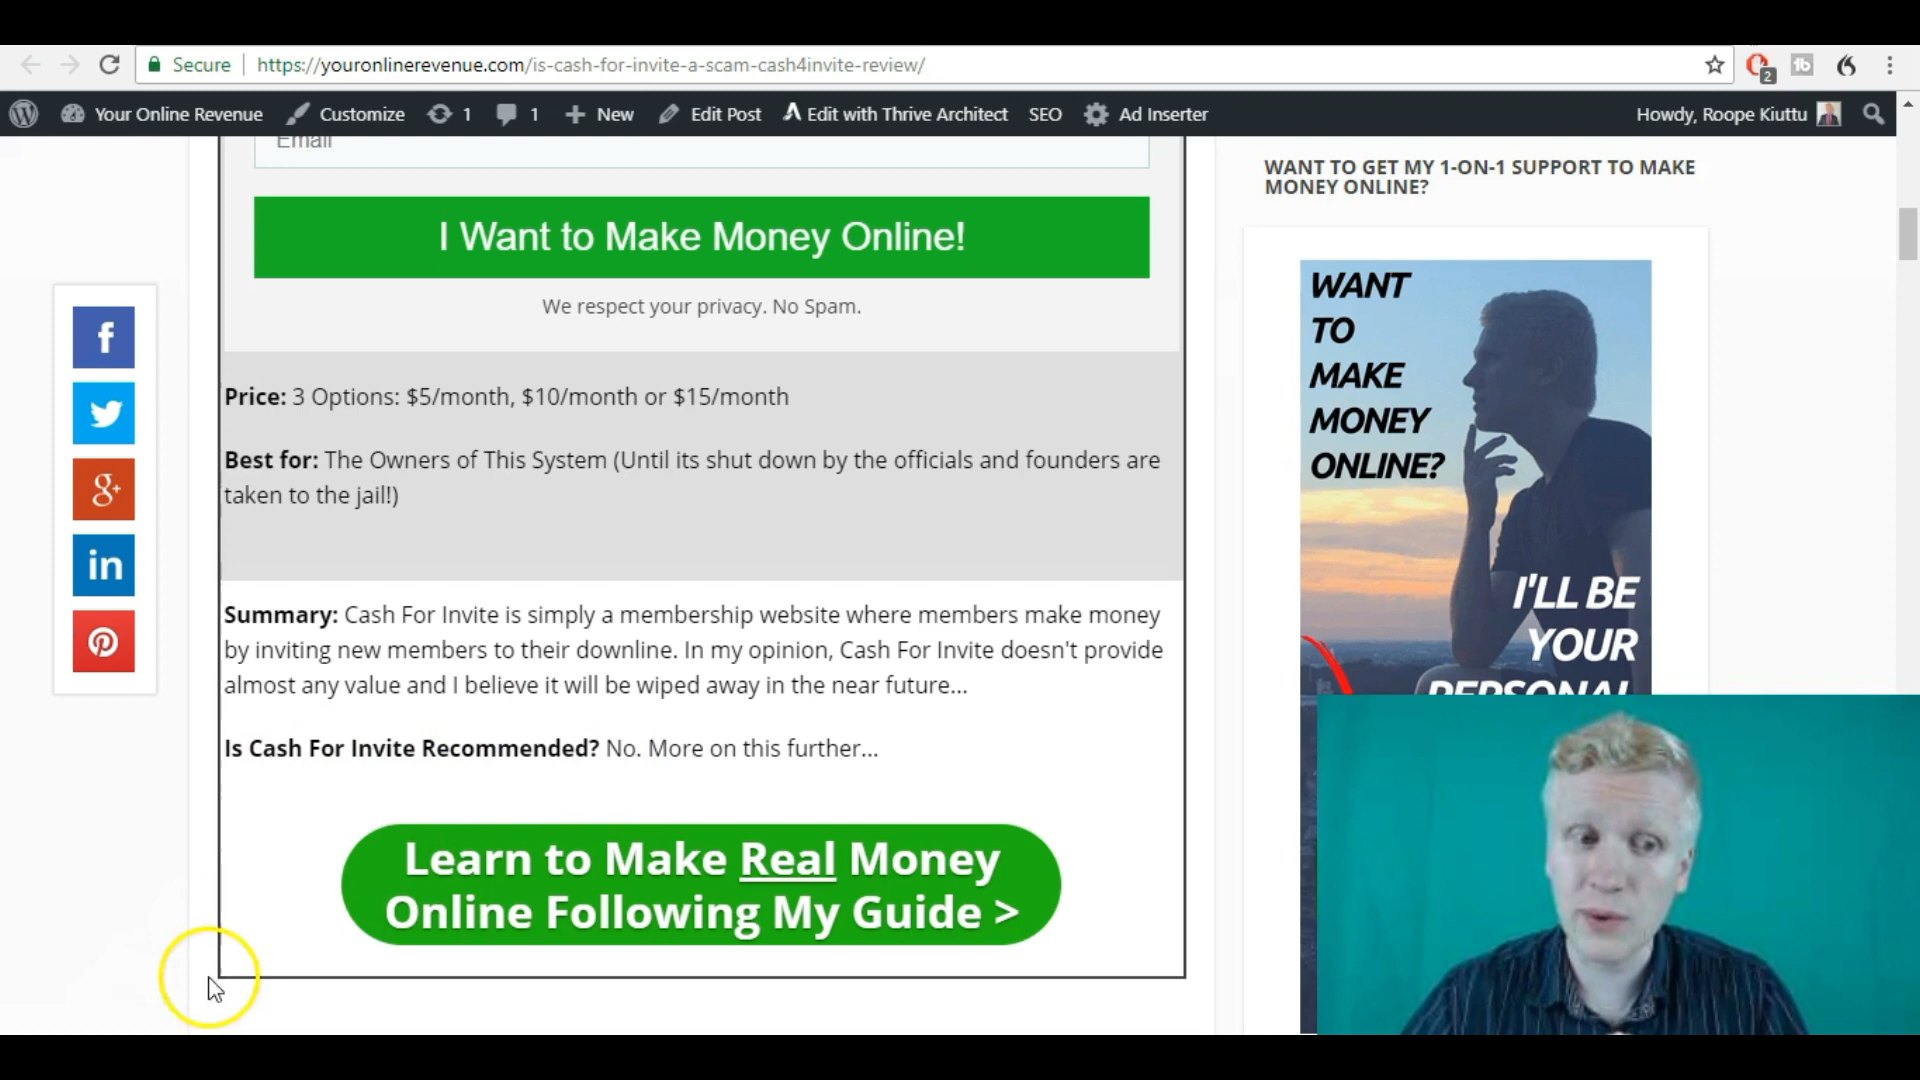 Secure
https://youronlinerevenue.com/is-cash-for-invite-a-scam-cash4invite-review/
2
Your Online Revenue
Customize
1
1
New
Edit Post
Edit with Thrive Architect
SEO
Ad Inserter
Howdy, Roope Kiuttu
Email
I Want to Make Money Online!
We respect your privacy. No Spam.
Price: 3 Options: $5/month, $10/month or $15/month
Best for: The Owners of This System (Until its shut down by the officials and founders are
taken to the jail!)
Summary: Cash For Invite is simply a membership website where members make money
by inviting new members to their downline. In my opinion, Cash For Invite doesn't provide
almost any value and I believe it will be wiped away in the near future...
Is Cash For Invite Recommended? No. More on this further...
Learn to Make Real Money
Online Following My Guide >
f
g+
in
WANT TO GET MY 1-ON-1 SUPPORT TO MAKE
MONEY ONLINE?
WANT
TO
MAKE
MONEY
ONLINE?
I'LL BE
YOUR
PERSONAL